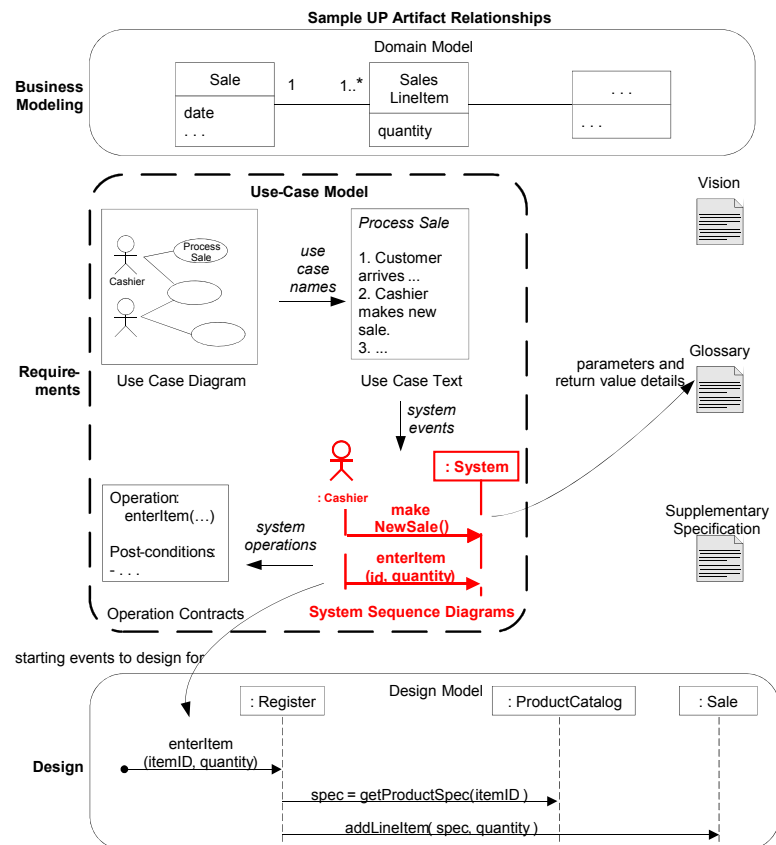 Sample UP Artifact Relationships
Domain Model
Business
Modeling
Sale
1
1..*
Sales
LineItem
. . .
date
. . .
quantity
. . .
Use-Case Model
Vision
Process
Sale
Cashier
use
case
names
Process Sale
1. Customer
arrives ...
2. Cashier
makes new
sale.
3. ...
Require-
ments
Use Case Diagram
Use Case Text
parameters and
return value details
Glossary
system
events
: Cashier
: System
make
NewSale()
enterItem
(id, quantity)
Operation:
enterItem(…)
Post-conditions:
- . . .
system
operations
Supplementary
Specification
Operation Contracts
System Sequence Diagrams
starting events to design for
Design Model
: Register
: ProductCatalog
: Sale
Design
enterItem
(itemID, quantity)
spec = getProductSpec(itemID )
addLineItem( spec, quantity )